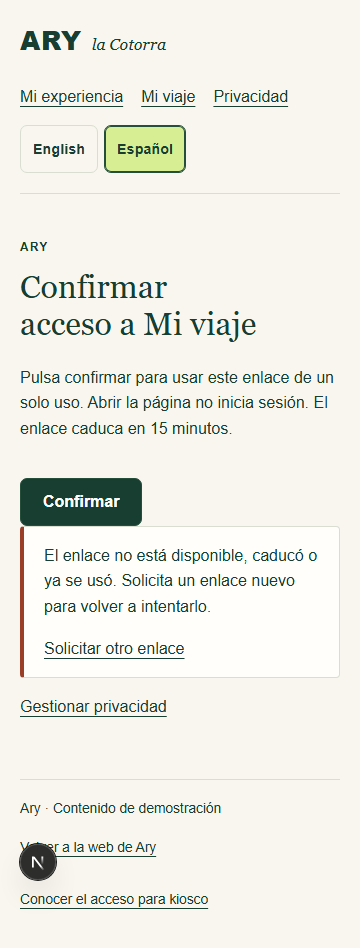 ARY la Cotorra
Mi experiencia Mi viaje Privacidad
English Español
ARY
Confirmar
acceso a Mi viaje
Pulsa confirmar para usar este enlace de un
solo uso. Abrir la página no inicia sesión. El
enlace caduca en 15 minutos.
Confirmar
El enlace no está disponible, caducó o
ya se usó. Solicita un enlace nuevo
para volver a intentarlo.
Solicitar otro enlace
Gestionar privacidad
Ary · Contenido de demostración
Volver a la web de Ary
N
Conocer el acceso para kiosco